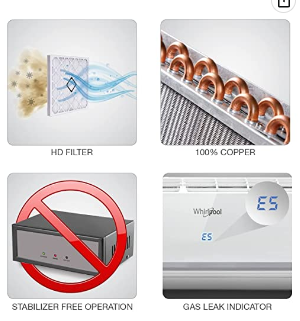 HD FILTER
100% COPPER
Whirlpool
E5
E5
STABILIZER FREE OPERATION
GAS LEAK INDICATOR